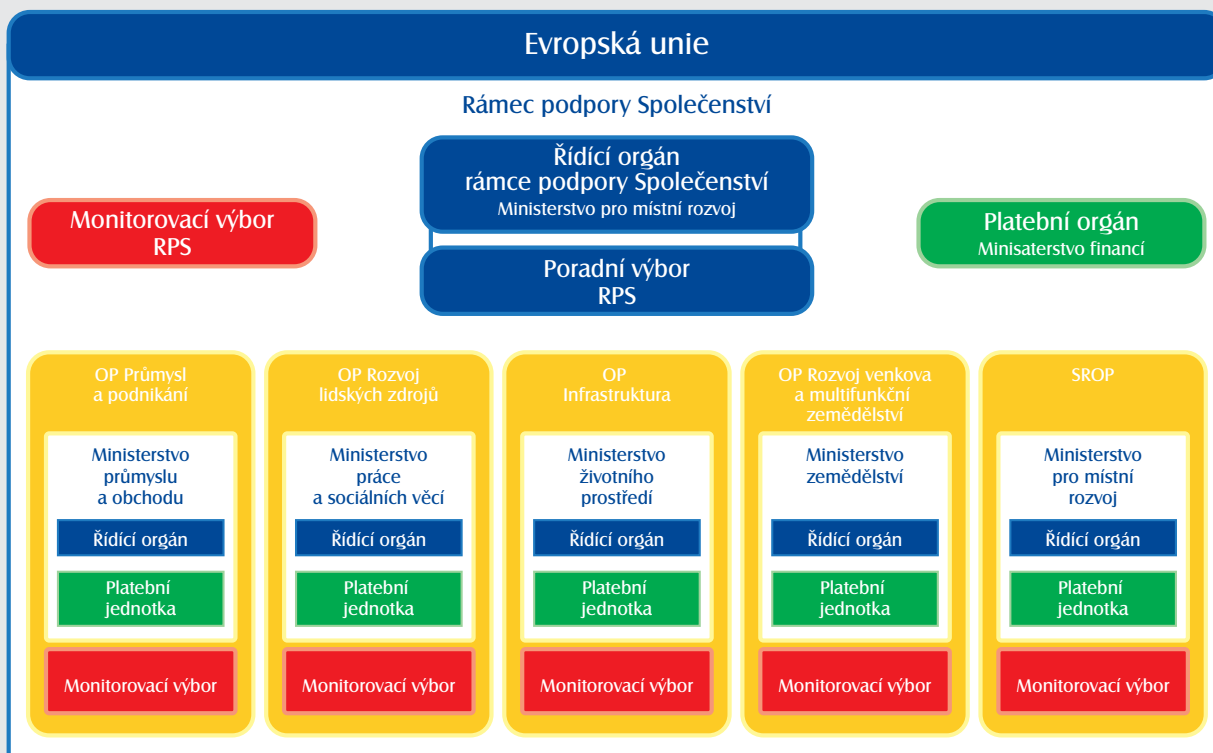 Evropská unie
Rámec podpory Společenství
Řídící orgán
rámce podpory Společenství
Ministerstvo pro místní rozvoj
Monitorovací výbor
RPS
Platební orgán
Minisaterstvo financí
Poradní výbor
RPS
OP Průmysl
a podnikání
Ministerstvo
průmyslu
a obchodu
Řídící orgán
Platební
jednotka
Monitorovací výbor
OP Rozvoj
lidských zdrojů
Ministerstvo
práce
a sociálních věcí
Řídící orgán
Platební
jednotka
Monitorovací výbor
OP
Infrastruktura
Ministerstvo
životního
prostředí
Řídící orgán
Platební
jednotka
Monitorovací výbor
OP Rozvoj venkova
a multifunkční
zemědělství
Ministerstvo
zemědělství
Řídící orgán
Platební
jednotka
Monitorovací výbor
SROP
Ministerstvo
pro místní
rozvoj
Řídící orgán
Platební
jednotka
Monitorovací výbor